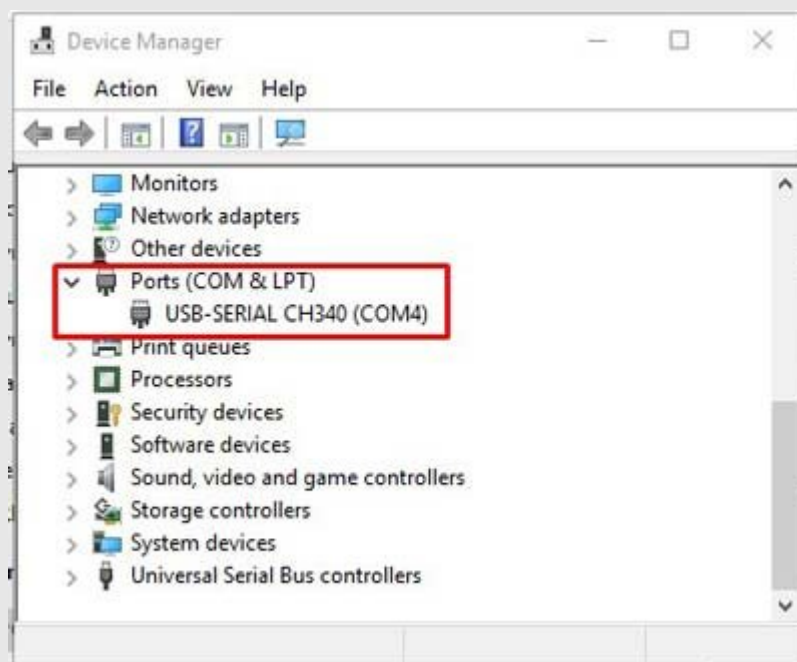 Device Manager
File Action View Help
Monitors
Network adapters
Other devices
Ports (COM & LPT)
USB-SERIAL CH340 (COM4)
Print queues
Processors
Security devices
Software devices
Sound, video and game controllers
Storage controllers
System devices
Universal Serial Bus controllers